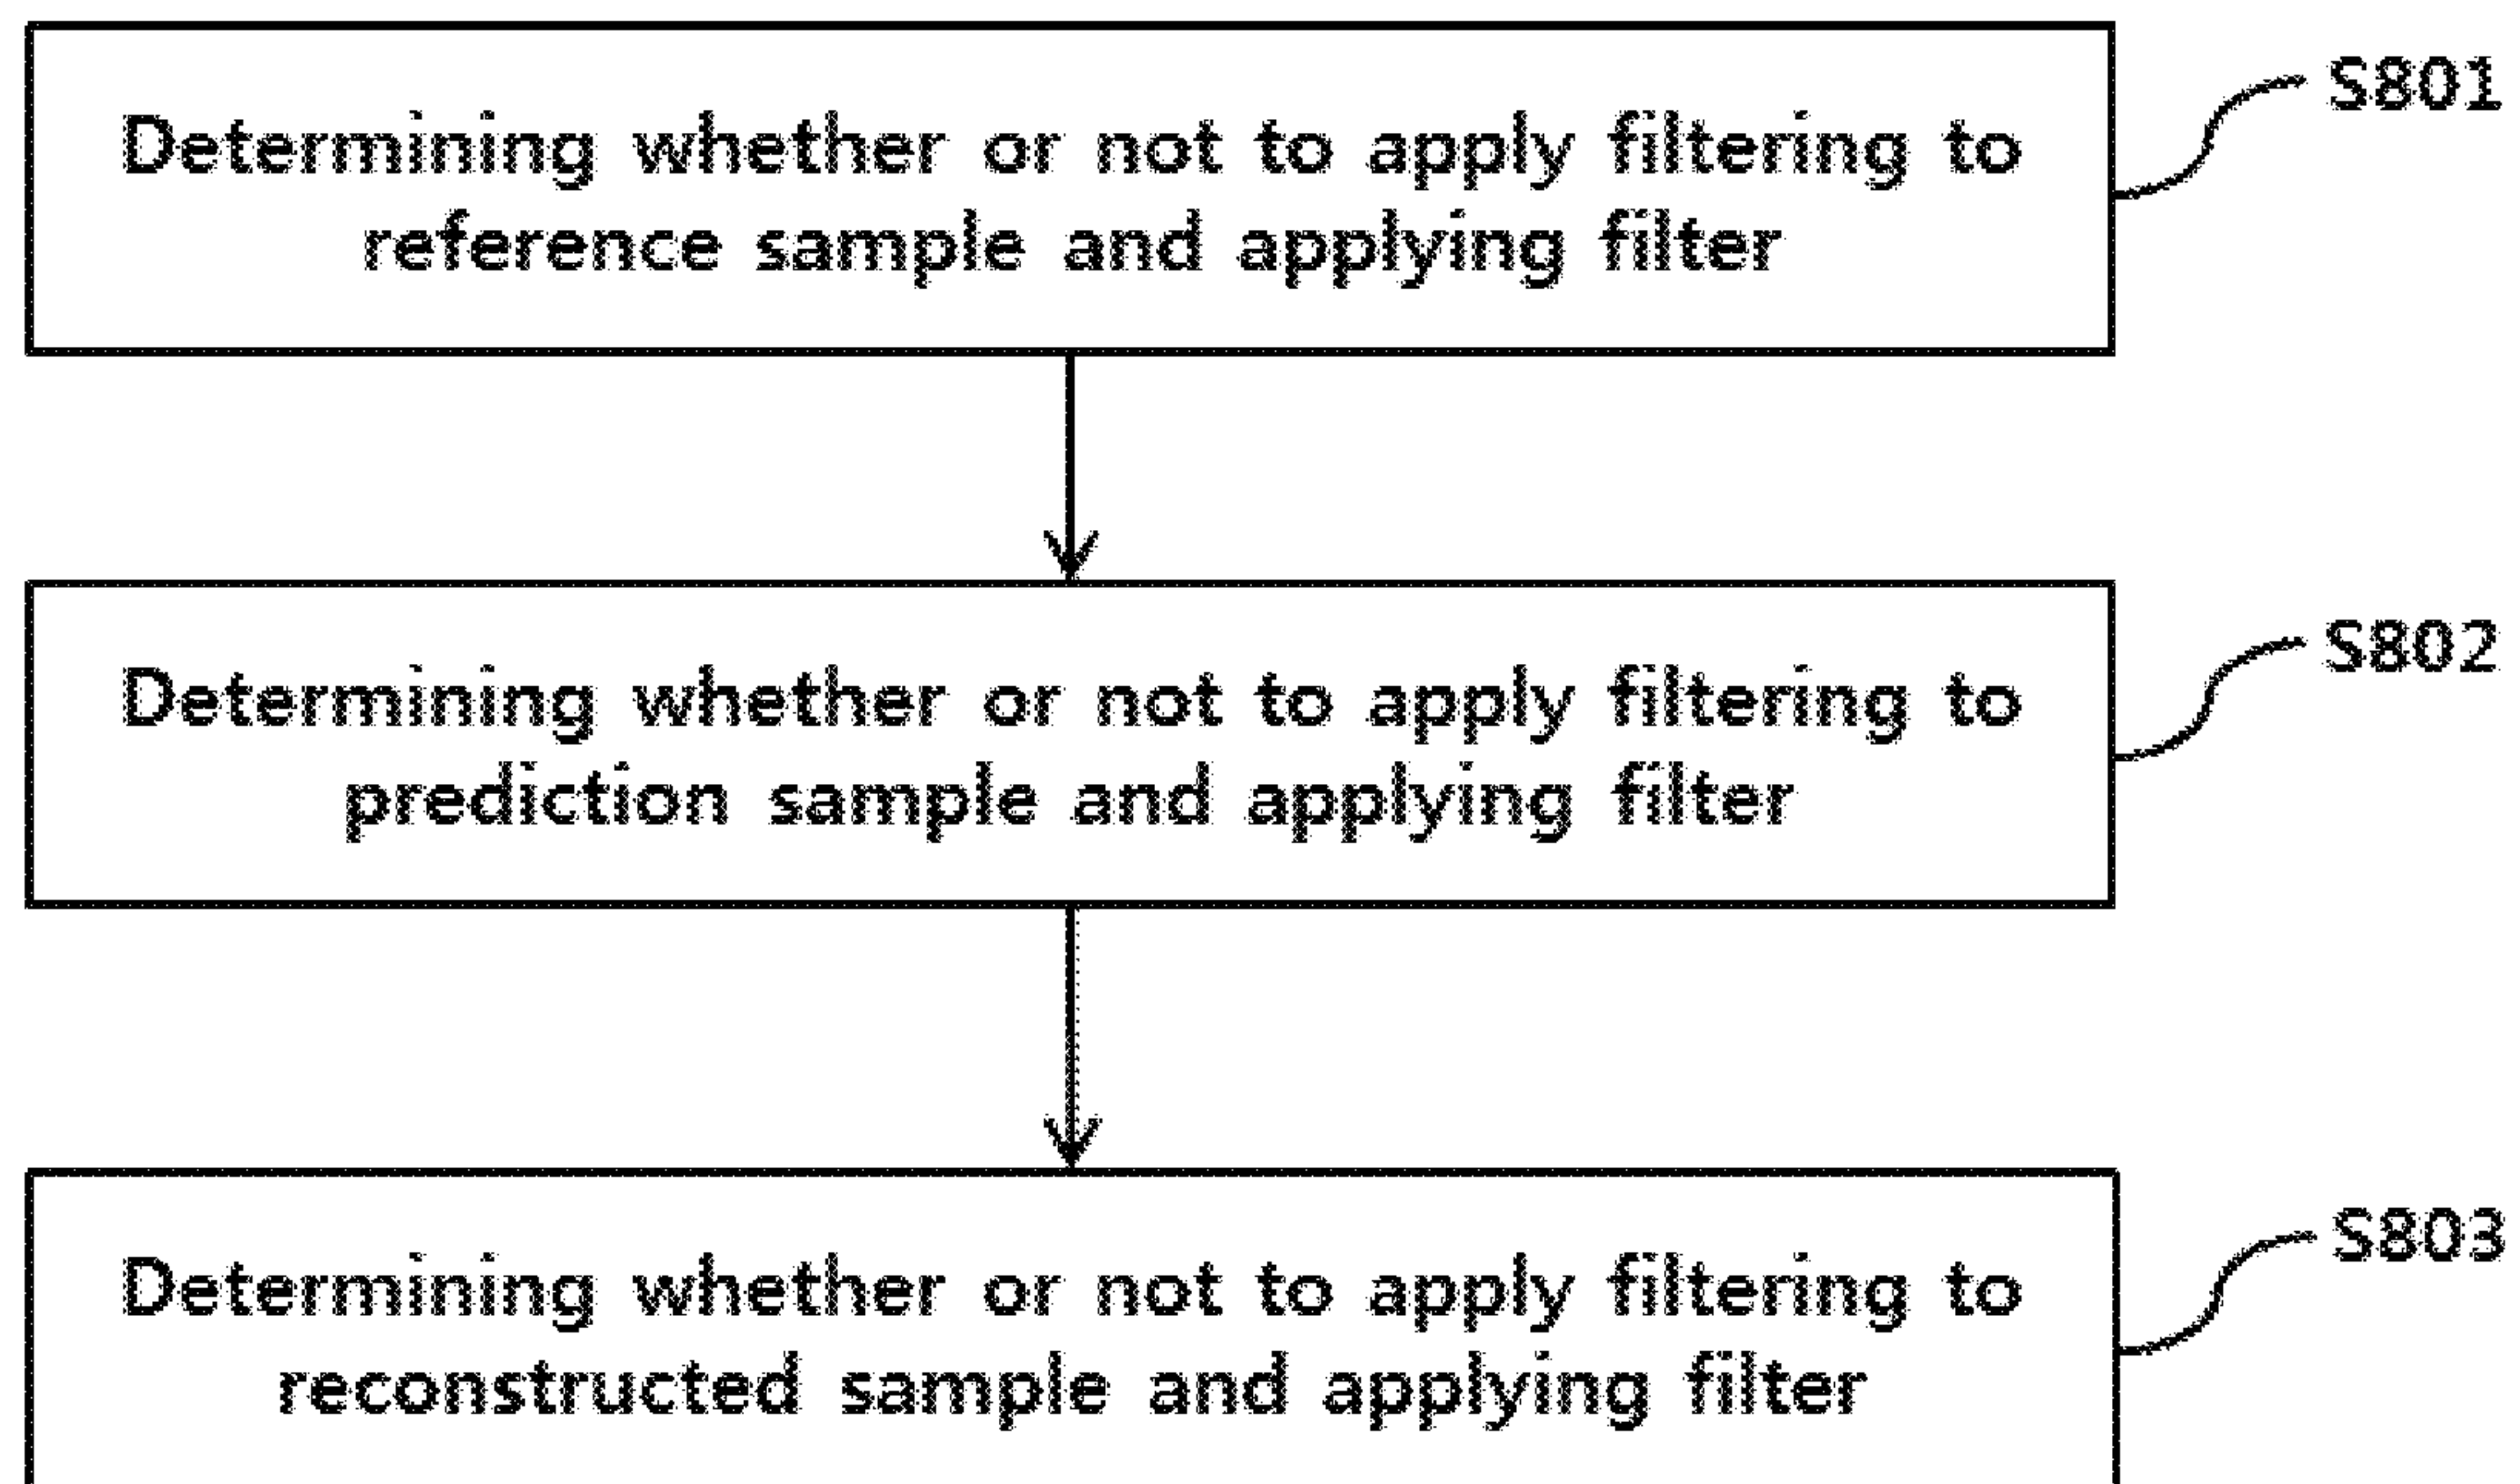 Determining whether or not to apply filtering to
reference sample and applying filter
S801
Determining whether or not to apply filtering to
prediction sample and applying filter
S802
Determining whether or not to apply filtering to
reconstructed sample and applying filter
S803